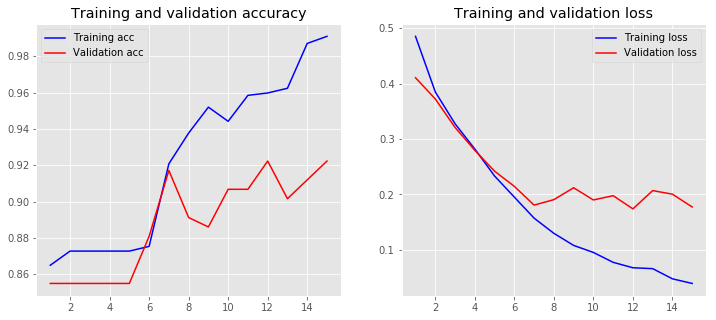 Training and validation accuracy
Training acc
Validation acc
0.98
0.96
0.94
0.92
0.90
0.88
0.86
2 4 6 8 10 12 14
Training and validation loss
Training loss
Validation loss
0.5
0.4
0.3
0.2
0.1
2 4 6 8 10 12 14